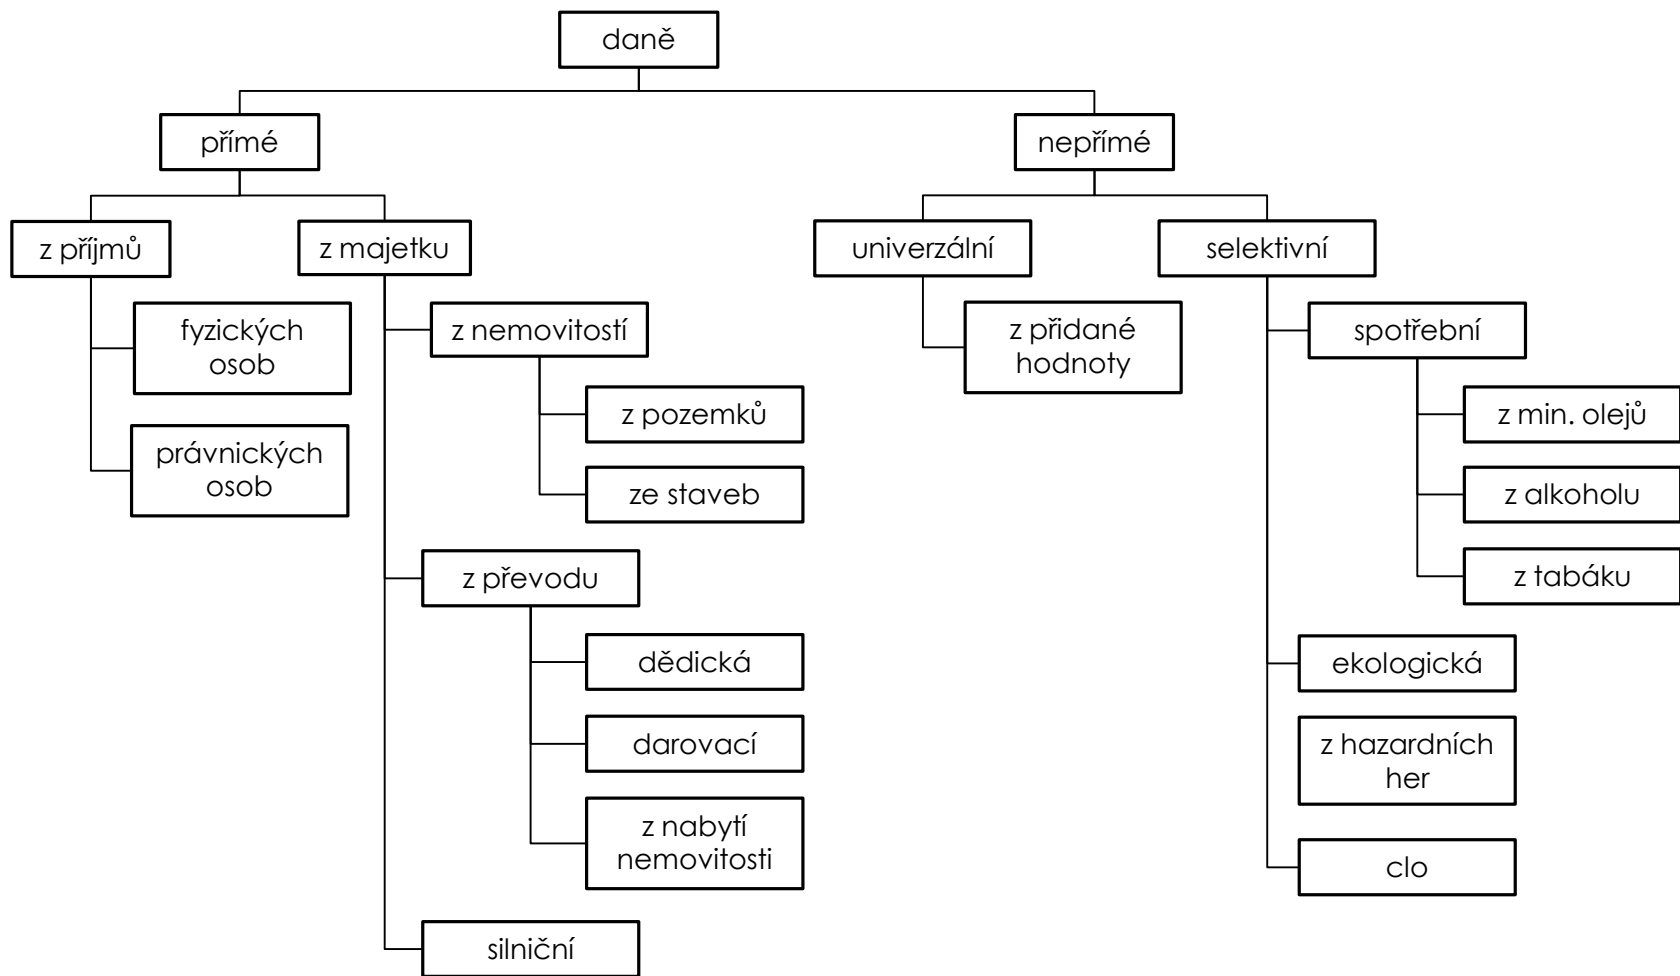 daně
přímé
nepřímé
z příjmů
z majetku
univerzální
selektivní
fyzických
osob
právnických
osob
z nemovitostí
z pozemků
ze staveb
z převodu
dědická
darovací
z nabytí
nemovitosti
silniční
z přidané
hodnoty
spotřební
z min. olejů
z alkoholu
z tabáku
ekologická
z hazardních
her
clo